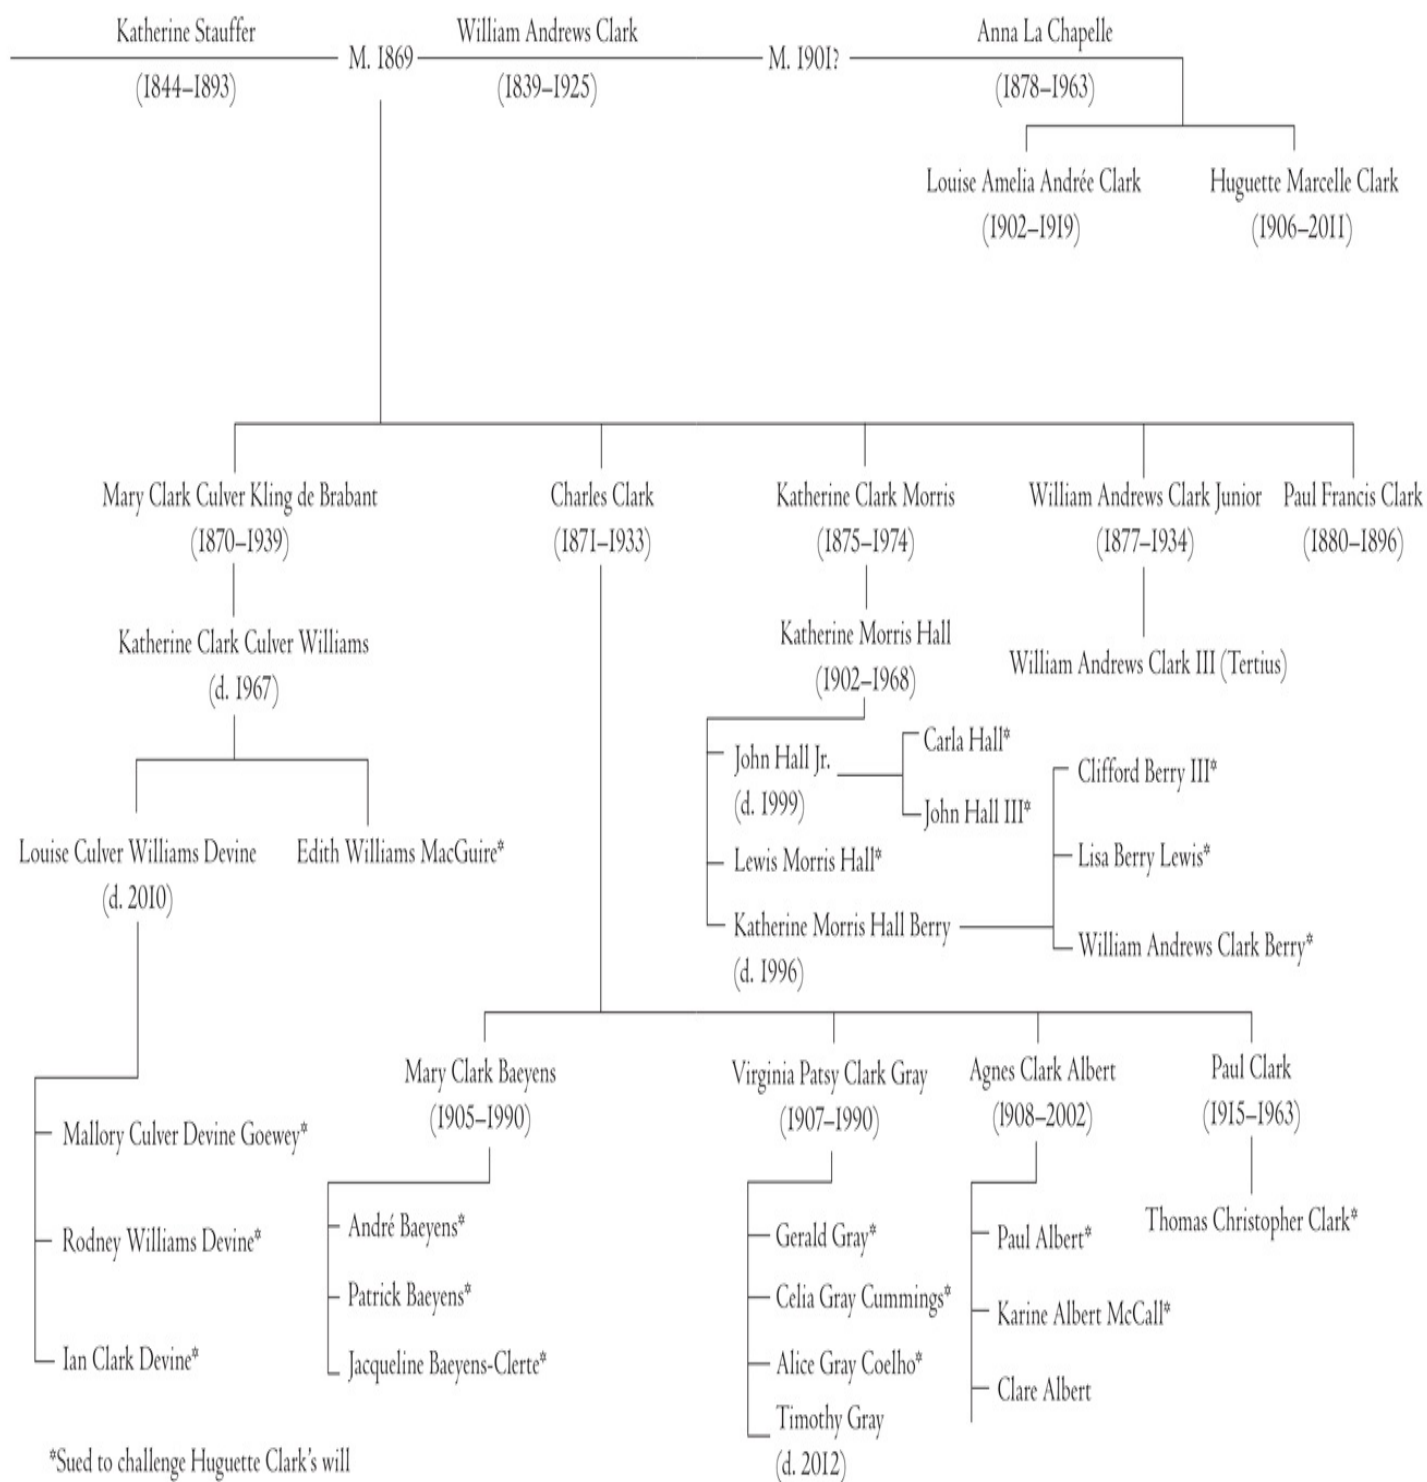 Katherine Stauffer
(1844–1893)
M. 1869
William Andrews Clark
(1839–1925)
M. 1901?
Anna La Chapelle
(1878–1963)
Louise Amelia Andrée Clark
(1902–1919)
Huguette Marcelle Clark
(1906–2011)
Mary Clark Culver Kling de Brabant
(1870–1939)
Charles Clark
(1871–1933)
Katherine Clark Morris
(1875–1974)
William Andrews Clark Junior
(1877–1934)
Paul Francis Clark
(1880–1896)
Katherine Clark Culver Williams
(d. 1967)
Katherine Morris Hall
(1902–1968)
William Andrews Clark III (Tertius)
John Hall Jr.
(d. 1999)
Carla Hall*
John Hall III*
Lewis Morris Hall*
Katherine Morris Hall Berry
(d. 1996)
Clifford Berry III*
Lisa Berry Lewis*
William Andrews Clark Berry*
Louise Culver Williams Devine
(d. 2010)
Edith Williams MacGuire*
Mallory Culver Devine Goewey*
Rodney Williams Devine*
Ian Clark Devine*
Mary Clark Baeyens
(1905–1990)
André Baeyens*
Patrick Baeyens*
Jacqueline Baeyens-Clerte*
Virginia Patsy Clark Gray
(1907–1990)
Gerald Gray*
Celia Gray Cummings*
Alice Gray Coelho*
Timothy Gray
(d. 2012)
Agnes Clark Albert
(1908–2002)
Paul Albert*
Karine Albert McCall*
Clare Albert
Paul Clark
(1915–1963)
Thomas Christopher Clark*
*Sued to challenge Huguette Clark's will